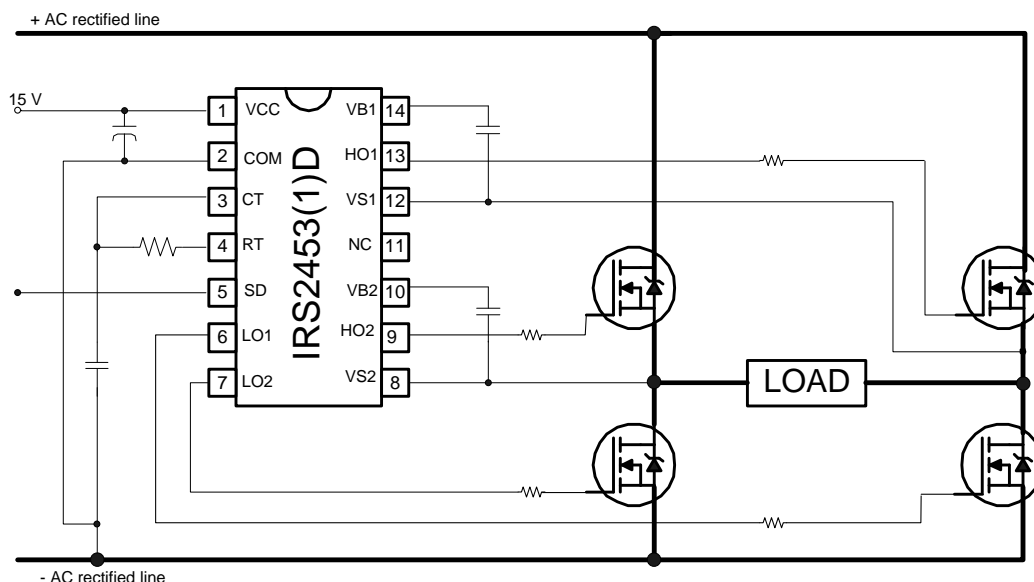 + AC rectified line
15 V
1 VCC VB1 14
2 COM HO1 13
3 CT VS1 12
4 RT NC 11
5 SD VB2 10
6 LO1 HO2 9
7 LO2 VS2 8
IRS2453(1)D
LOAD
- AC rectified line